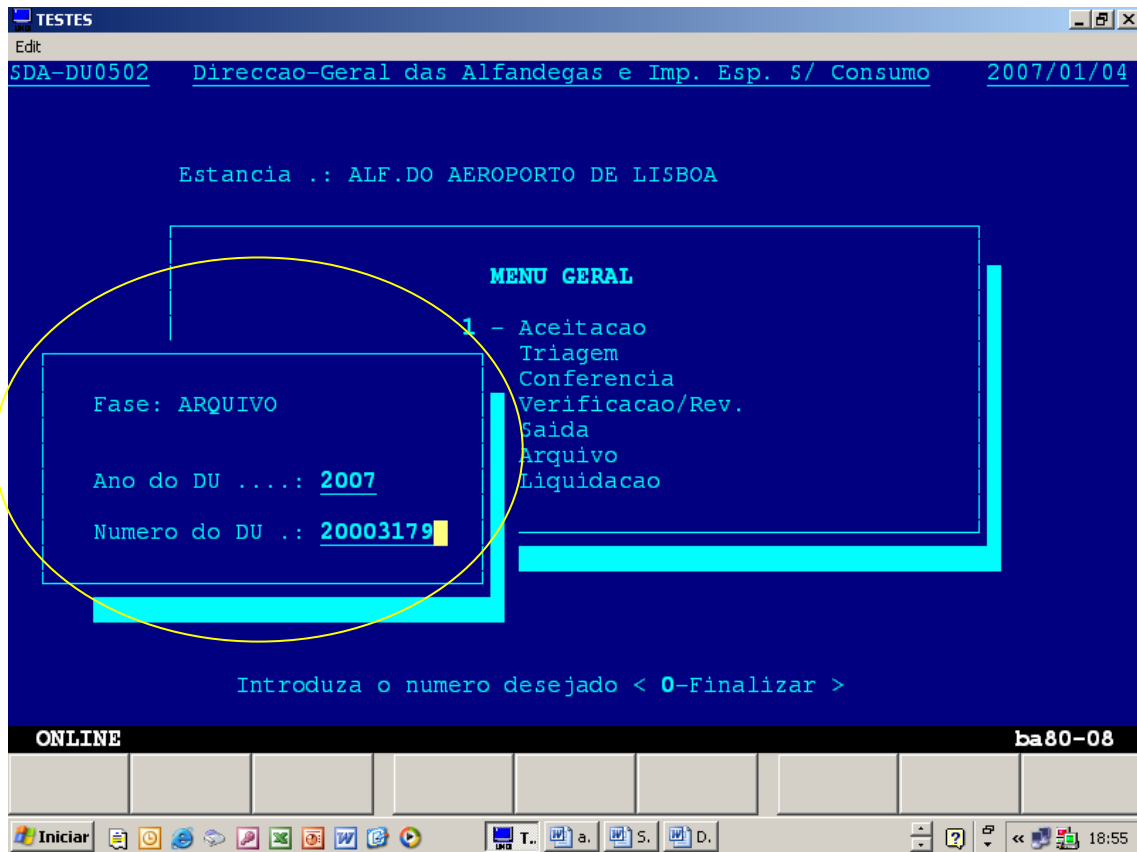 TESTES
Edit
SDA-DU0502 Direccao-Geral das Alfandegas e Imp. Esp. S/ Consumo 2007/01/04
Estancia .: ALF.DO AEROPORTO DE LISBOA
MENU GERAL
1 - Aceitacao
Triagem
Conferencia
Verificacao/Rev.
Saida
Arquivo
Liquidacao
Fase: ARQUIVO
Ano do DU ....: 2007
Numero do DU .: 20003179
Introduza o numero desejado < 0-Finalizar >
ONLINE ba80-08
Iniciar T.. a. S. D. « 18:55